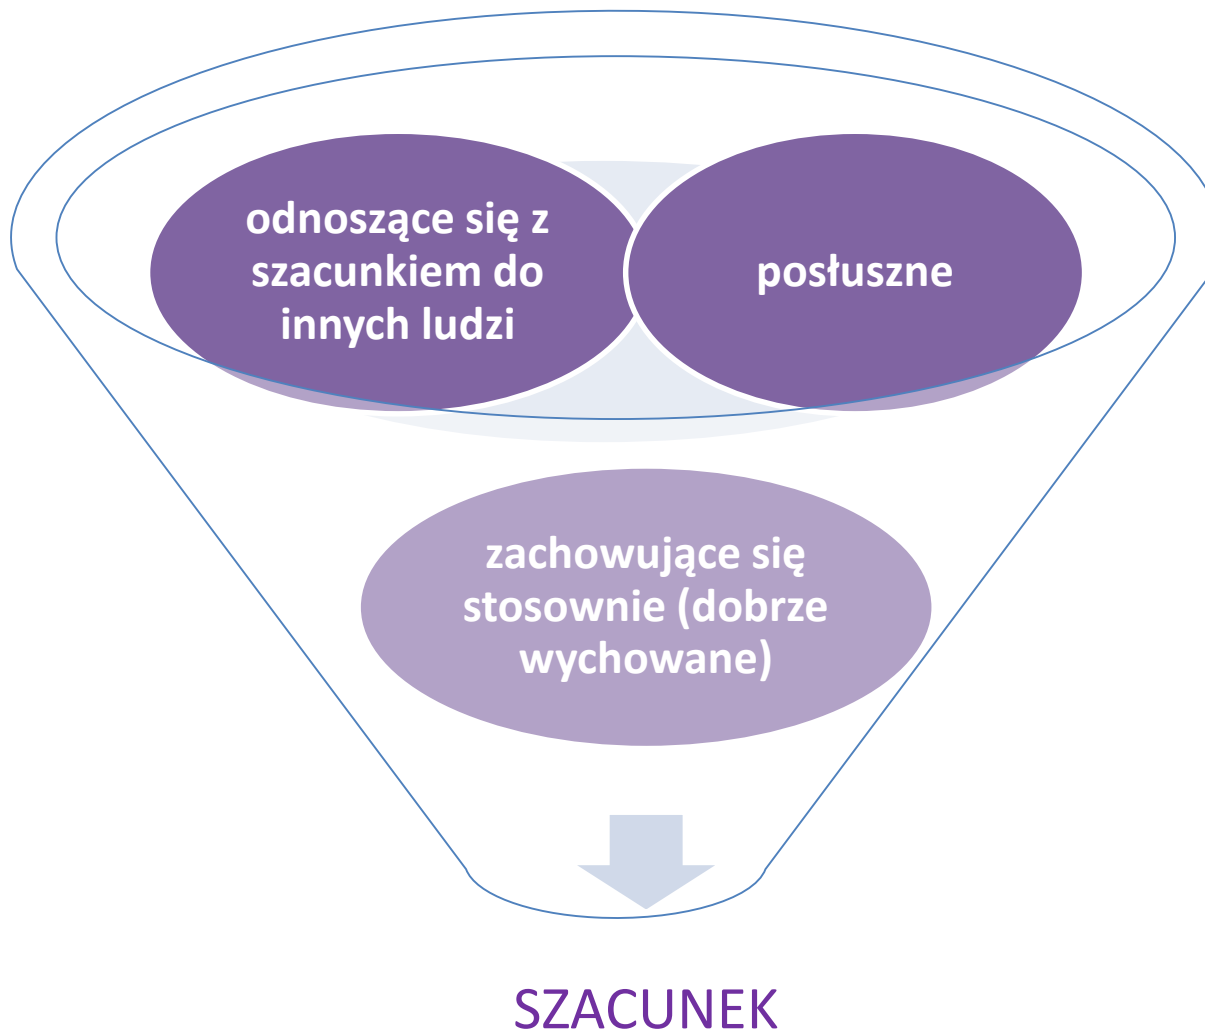 odnoszące się z
szacunkiem do
innych ludzi
posłuszne
zachowujące się
stosownie (dobrze
wychowane)
SZACUNEK